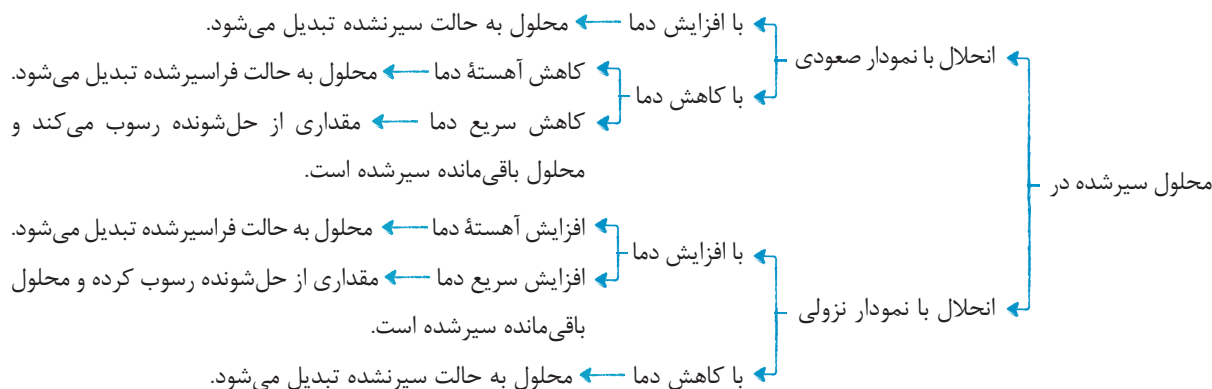 محلول سیرشده در
انحلال با نمودار صعودی
با افزایش دما
محلول به حالت سیرنشده تبدیل می‌شود.
با کاهش دما
کاهش آهستهٔ دما
محلول به حالت فراسیرشده تبدیل می‌شود.
کاهش سریع دما
مقداری از حل‌شونده رسوب می‌کند و
محلول باقی‌مانده سیرشده است.
انحلال با نمودار نزولی
با افزایش دما
افزایش آهستهٔ دما
محلول به حالت فراسیرشده تبدیل می‌شود.
افزایش سریع دما
مقداری از حل‌شونده رسوب کرده و محلول
باقی‌مانده سیرشده است.
با کاهش دما
محلول به حالت سیرنشده تبدیل می‌شود.